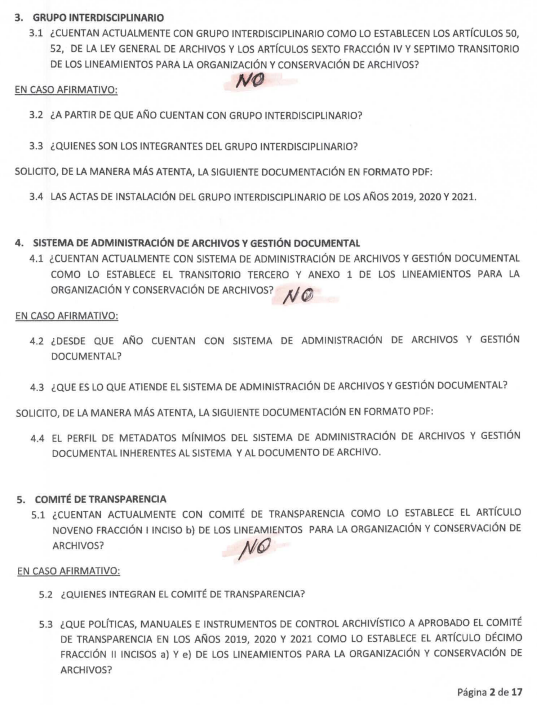 3. GRUPO INTERDISCIPLINARIO
3.1 ¿CUENTAN ACTUALMENTE CON GRUPO INTERDISCIPLINARIO COMO LO ESTABLECEN LOS ARTÍCULOS 50,
52, DE LA LEY GENERAL DE ARCHIVOS Y LOS ARTÍCULOS SEXTO FRACCIÓN IV Y SEPTIMO TRANSITORIO
DE LOS LINEAMIENTOS PARA LA ORGANIZACIÓN Y CONSERVACIÓN DE ARCHIVOS?
NO
EN CASO AFIRMATIVO:
3.2 ¿A PARTIR DE QUE AÑO CUENTAN CON GRUPO INTERDISCIPLINARIO?
3.3 ¿QUIENES SON LOS INTEGRANTES DEL GRUPO INTERDISCIPLINARIO?
SOLICITO, DE LA MANERA MÁS ATENTA, LA SIGUIENTE DOCUMENTACIÓN EN FORMATO PDF:
3.4 LAS ACTAS DE INSTALACIÓN DEL GRUPO INTERDISCIPLINARIO DE LOS AÑOS 2019, 2020 Y 2021.
4. SISTEMA DE ADMINISTRACIÓN DE ARCHIVOS Y GESTIÓN DOCUMENTAL
4.1 ¿CUENTAN ACTUALMENTE CON SISTEMA DE ADMINISTRACIÓN DE ARCHIVOS Y GESTIÓN DOCUMENTAL
COMO LO ESTABLECE EL TRANSITORIO TERCERO Y ANEXO 1 DE LOS LINEAMIENTOS PARA LA
ORGANIZACIÓN Y CONSERVACIÓN DE ARCHIVOS? NO
EN CASO AFIRMATIVO:
4.2 ¿DESDE QUE AÑO CUENTAN CON SISTEMA DE ADMINISTRACIÓN DE ARCHIVOS Y GESTIÓN
DOCUMENTAL?
4.3 ¿QUE ES LO QUE ATIENDE EL SISTEMA DE ADMINISTRACIÓN DE ARCHIVOS Y GESTIÓN DOCUMENTAL?
SOLICITO, DE LA MANERA MÁS ATENTA, LA SIGUIENTE DOCUMENTACIÓN EN FORMATO PDF:
4.4 EL PERFIL DE METADATOS MÍNIMOS DEL SISTEMA DE ADMINISTRACIÓN DE ARCHIVOS Y GESTIÓN
DOCUMENTAL INHERENTES AL SISTEMA Y AL DOCUMENTO DE ARCHIVO.
5. COMITÉ DE TRANSPARENCIA
5.1 ¿CUENTAN ACTUALMENTE CON COMITÉ DE TRANSPARENCIA COMO LO ESTABLECE EL ARTÍCULO
NOVENO FRACCIÓN I INCISO b) DE LOS LINEAMIENTOS PARA LA ORGANIZACIÓN Y CONSERVACIÓN DE
ARCHIVOS?
NO
EN CASO AFIRMATIVO:
5.2 ¿QUIENES INTEGRAN EL COMITÉ DE TRANSPARENCIA?
5.3 ¿QUE POLÍTICAS, MANUALES E INSTRUMENTOS DE CONTROL ARCHIVÍSTICO A APROBADO EL COMITÉ
DE TRANSPARENCIA EN LOS AÑOS 2019, 2020 Y 2021 COMO LO ESTABLECE EL ARTÍCULO DÉCIMO
FRACCIÓN II INCISOS a) Y e) DE LOS LINEAMIENTOS PARA LA ORGANIZACIÓN Y CONSERVACIÓN DE
ARCHIVOS?
Página 2 de 17